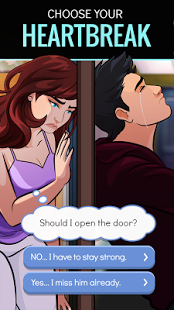 CHOOSE YOUR
HEARTBREAK
Should I open the door?
NO... I have to stay strong.
Yes... I miss him already.